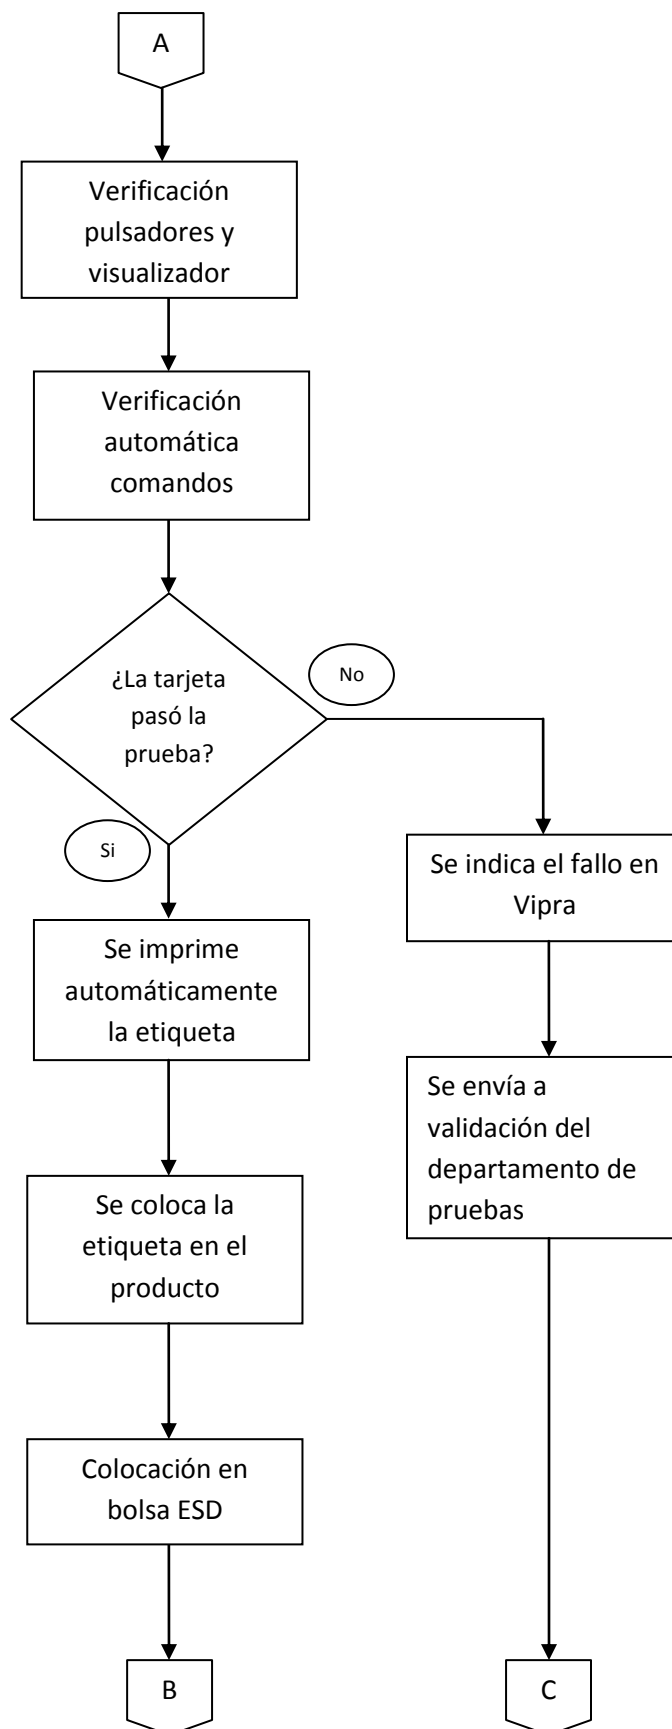 A
Verificación
pulsadores y
visualizador
Verificación
automática
comandos
¿La tarjeta
pasó la
prueba?
No
Si
Se indica el fallo en
Vipra
Se imprime
automáticamente
la etiqueta
Se envía a
validación del
departamento de
pruebas
Se coloca la
etiqueta en el
producto
Colocación en
bolsa ESD
B
C